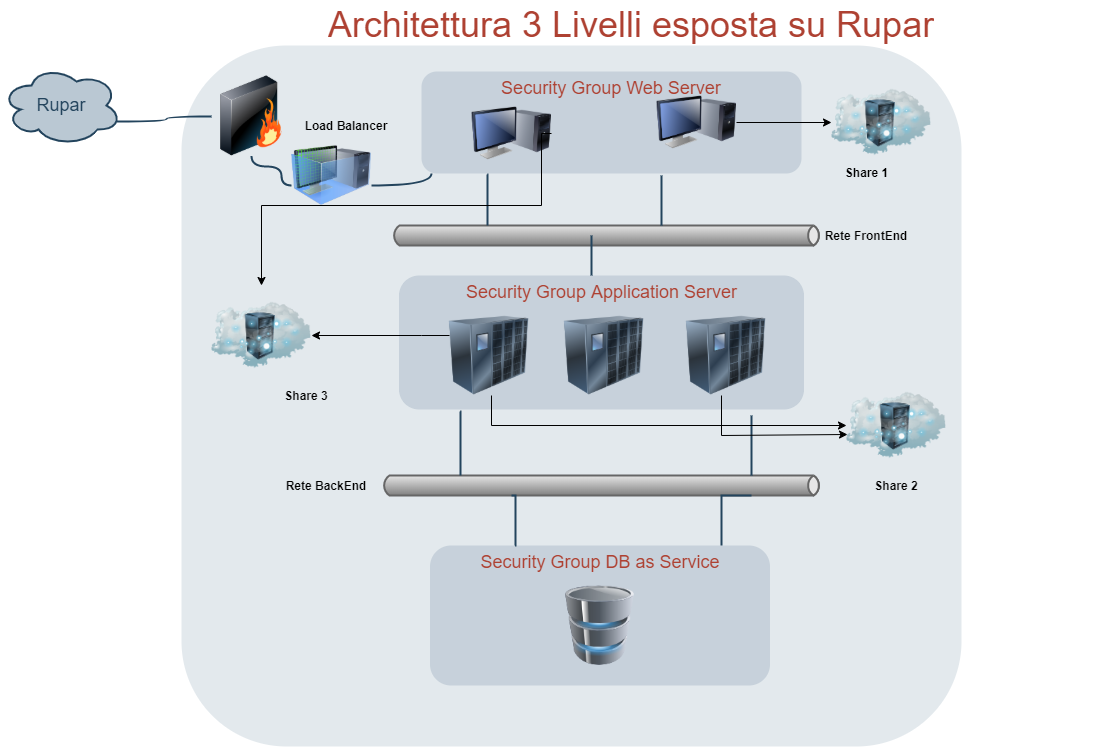 Architettura 3 Livelli esposta su Rupar
Rupar
Security Group Web Server
Load Balancer
Share 1
Rete FrontEnd
Security Group Application Server
Share 3
Rete BackEnd
Share 2
Security Group DB as Service